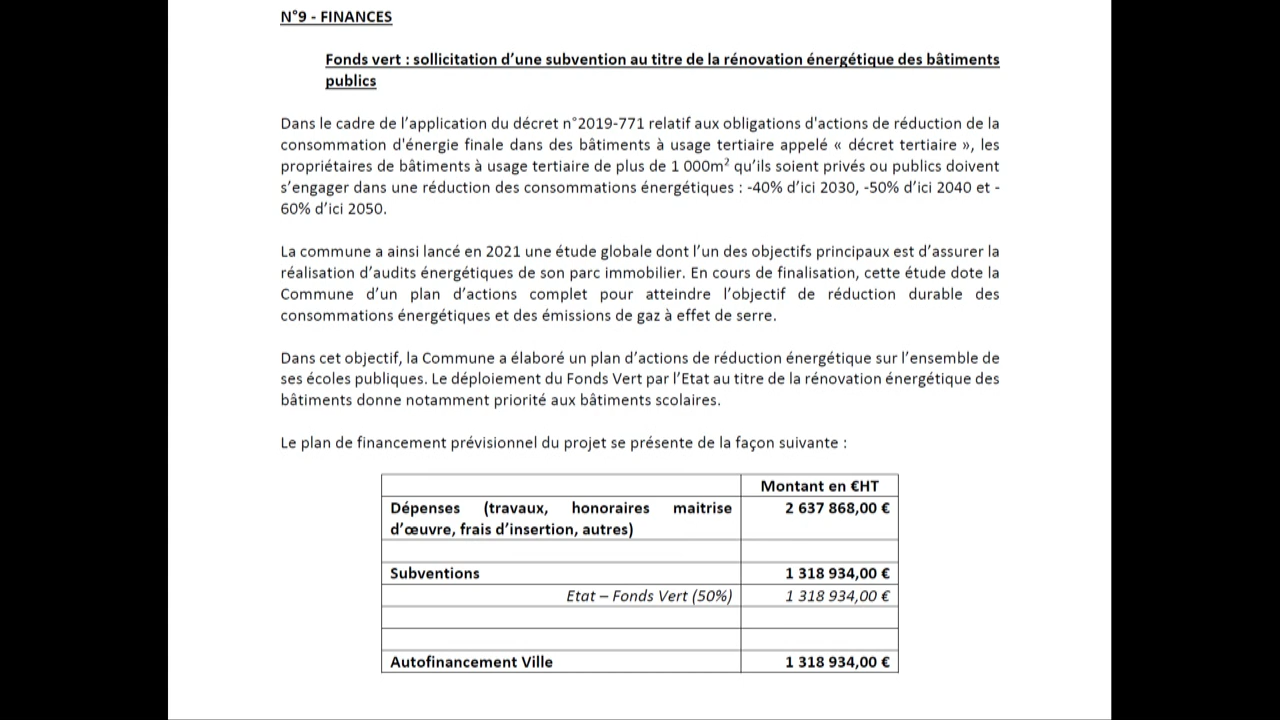 N°9 - FINANCES
Fonds vert : sollicitation d’une subvention au titre de la rénovation énergétique des bâtiments
publics
Dans le cadre de l’application du décret n°2019-771 relatif aux obligations d'actions de réduction de la
consommation d'énergie finale dans des bâtiments à usage tertiaire appelé « décret tertiaire », les
propriétaires de bâtiments à usage tertiaire de plus de 1 000m² qu’ils soient privés ou publics doivent
s’engager dans une réduction des consommations énergétiques : -40% d’ici 2030, -50% d’ici 2040 et -
60% d’ici 2050.
La commune a ainsi lancé en 2021 une étude globale dont l’un des objectifs principaux est d’assurer la
réalisation d’audits énergétiques de son parc immobilier. En cours de finalisation, cette étude dote la
Commune d’un plan d’actions complet pour atteindre l’objectif de réduction durable des
consommations énergétiques et des émissions de gaz à effet de serre.
Dans cet objectif, la Commune a élaboré un plan d’actions de réduction énergétique sur l’ensemble de
ses écoles publiques. Le déploiement du Fonds Vert par l’Etat au titre de la rénovation énergétique des
bâtiments donne notamment priorité aux bâtiments scolaires.
Le plan de financement prévisionnel du projet se présente de la façon suivante :
Montant en €HT
Dépenses (travaux, honoraires maitrise 2 637 868,00 €
d’œuvre, frais d’insertion, autres)
Subventions 1 318 934,00 €
Etat – Fonds Vert (50%) 1 318 934,00 €
Autofinancement Ville 1 318 934,00 €